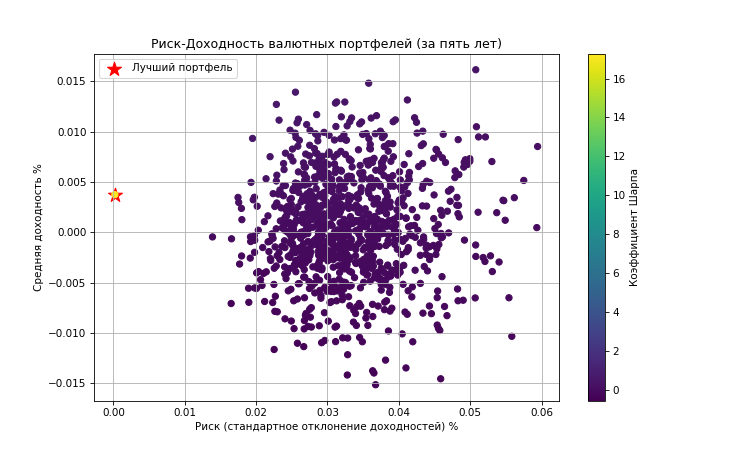 Риск-Доходность валютных портфелей (за пять лет)
Лучший портфель
0.015
0.010
0.005
0.000
−0.005
−0.010
−0.015
Средняя доходность %
0.00 0.01 0.02 0.03 0.04 0.05 0.06
Риск (стандартное отклонение доходностей) %
16
14
12
10
8
6
4
2
0
Коэффициент Шарпа